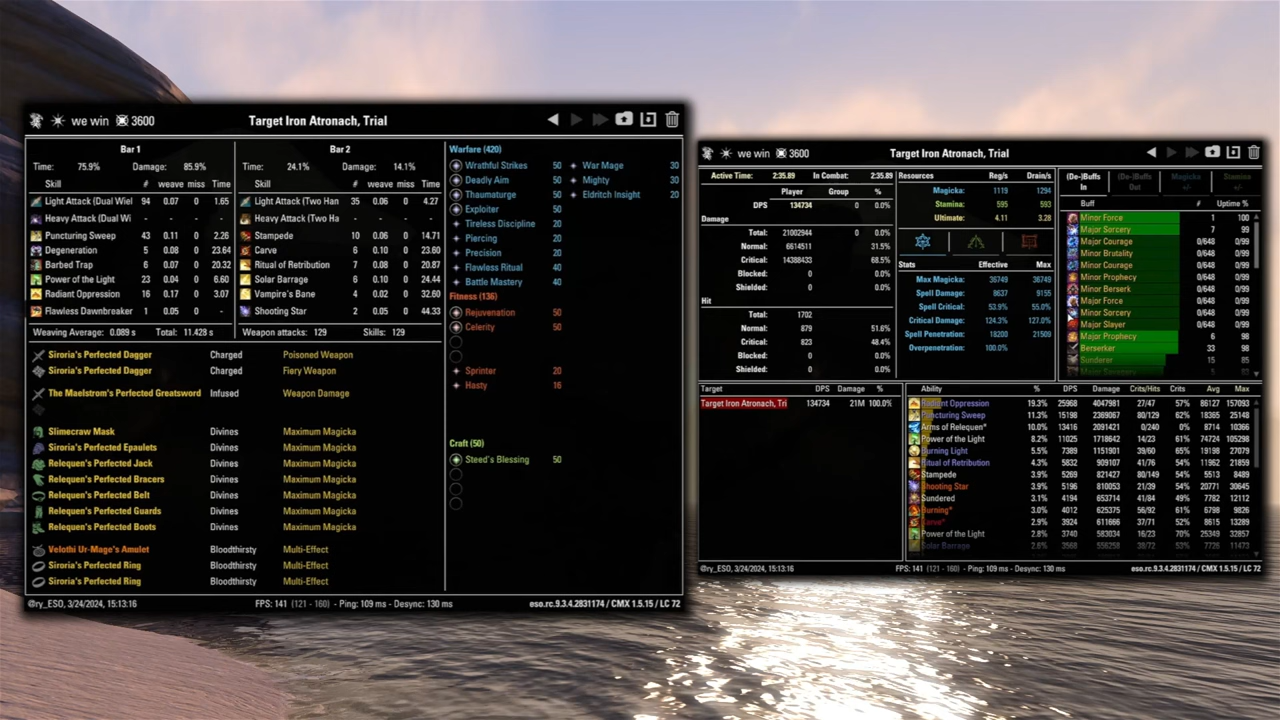 we win 3600
Target Iron Atronach, Trial
Bar 1
Bar 2
Time: 75.9% Damage: 85.9%
Time: 24.1% Damage: 14.1%
Skill # weave miss Time
Skill # weave miss Time
Light Attack (Dual Wiel 94 0.07 0 1.65
Light Attack (Two Han 35 0.06 0 4.27
Heavy Attack (Dual Wi - - - -
Heavy Attack (Two Ha - - - -
Puncturing Sweep 43 0.11 0 2.26
Stampede 10 0.06 0 14.71
Degeneration 5 0.08 0 23.64
Carve 6 0.10 0 23.60
Barbed Trap 6 0.07 0 20.32
Ritual of Retribution 7 0.08 0 20.87
Power of the Light 23 0.04 0 6.60
Solar Barrage 6 0.10 0 24.44
Radiant Oppression 16 0.17 0 3.07
Vampire's Bane 4 0.02 0 32.60
Flawless Dawnbreaker 1 0.05 0 -
Shooting Star 2 0.05 0 44.33
Weaving Average: 0.089 s Total: 11.428 s
Weapon attacks: 129 Skills: 129
Siroria's Perfected Dagger Charged Poisoned Weapon
Siroria's Perfected Dagger Charged Fiery Weapon
The Maelstrom's Perfected Greatsword Infused Weapon Damage
Slimecraw Mask Divines Maximum Magicka
Siroria's Perfected Epaulets Divines Maximum Magicka
Relequen's Perfected Jack Divines Maximum Magicka
Relequen's Perfected Bracers Divines Maximum Magicka
Relequen's Perfected Belt Divines Maximum Magicka
Relequen's Perfected Guards Divines Maximum Magicka
Relequen's Perfected Boots Divines Maximum Magicka
Velothi Ur-Mage's Amulet Bloodthirsty Multi-Effect
Siroria's Perfected Ring Bloodthirsty Multi-Effect
Siroria's Perfected Ring Bloodthirsty Multi-Effect
Warfare (420)
Wrathful Strikes 50 War Mage 30
Deadly Aim 50 Mighty 30
Thaumaturge 50 Eldritch Insight 20
Exploiter 50
Tireless Discipline 20
Piercing 20
Precision 20
Flawless Ritual 40
Battle Mastery 40
Fitness (136)
Rejuvenation 50
Celerity 50
Sprinter 20
Hasty 16
Craft (50)
Steed's Blessing 50
@ry_ESO, 3/24/2024, 15:13:16
FPS: 141 (121 - 160) - Ping: 109 ms - Desync: 130 ms
eso.rc.9.3.4.2831174 / CMX 1.5.15 / LC 72
we win 3600
Target Iron Atronach, Trial
Active Time: 2:35.89 In Combat: 2:35.89
Player Group %
DPS 134734 0 0.0%
Damage
Total: 21002944 0 0.0%
Normal: 6614511 31.5%
Critical: 14388433 68.5%
Blocked: 0 0.0%
Shielded: 0 0.0%
Hit
Total: 1702
Normal: 879 51.6%
Critical: 823 48.4%
Blocked: 0 0.0%
Shielded: 0 0.0%
Resources Reg/s Drain/s
Magicka: 1119 1294
Stamina: 595 593
Ultimate: 4.11 3.28
Stats Effective Max
Max Magicka: 36749 36749
Spell Damage: 8637 9155
Spell Critical: 53.9% 55.0%
Critical Damage: 124.3% 127.0%
Spell Penetration: 18200 21509
Overpenetration: 100.0%
(De-)Buffs In
(De-)Buffs Out
Magicka +/-
Stamina +/-
Buff # Uptime %
Minor Force 1 100
Major Sorcery 7 99
Major Courage 0/648 0/99
Minor Brutality 0/648 0/99
Minor Courage 0/648 0/99
Minor Prophecy 0/648 0/99
Minor Berserk 0/648 0/99
Major Force 0/648 0/99
Minor Sorcery 0/648 0/99
Major Slayer 0/648 0/99
Major Prophecy 6 98
Berserker 33 98
Sunderer 15 85
Target DPS Damage %
Target Iron Atronach, Tri 134734 21M 100.0%
Ability % DPS Damage Crits/Hits Crits Avg Max
Radiant Oppression 19.3% 25968 4047981 27/47 57% 86127 157093
Puncturing Sweep 11.3% 15198 2369067 80/129 62% 18365 25148
Arms of Relequen* 10.0% 13416 2091421 0/240 0% 8714 10366
Power of the Light 8.2% 11025 1718642 14/23 61% 74724 105298
Burning Light 5.5% 7389 1151901 39/60 65% 19198 27079
Ritual of Retribution 4.3% 5832 909107 41/76 54% 11962 21859
Stampede 3.9% 5269 821427 80/149 54% 5513 8489
Shooting Star 3.9% 5196 810053 21/39 54% 20771 30645
Sundered 3.1% 4194 653714 41/84 49% 7782 12112
Burning* 3.0% 4012 625375 56/92 61% 6798 9826
Carve* 2.9% 3924 611666 37/71 52% 8615 13289
Power of the Light 2.8% 3740 583034 16/23 70% 25349 32857
Solar Barrage 2.6% 3568 556258 38/72 53% 7726 11473
@ry_ESO, 3/24/2024, 15:13:16
FPS: 141 (121 - 160) - Ping: 109 ms - Desync: 130 ms
eso.rc.9.3.4.2831174 / CMX 1.5.15 / LC 72